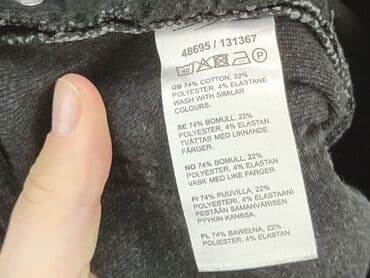 48695 / 131367
40
P
GB 74% COTTON, 22%
POLYESTER, 4% ELASTANE
WASH WITH SIMILAR
COLOURS.
SE 74% BOMULL, 22%
POLYESTER, 4% ELASTAN
TVÄTTAS MED LIKNANDE
FÄRGER.
NO 74% BOMULL, 22%
POLYESTER, 4% ELASTAN
VASK MED LIKE FARGER.
FI 74% PUUVILLA, 22%
POLYESTERI, 4% ELASTAANI
PESTÄÄN SAMANVÄRISEN
PYYKIN KANSSA.
PL 74% BAWEŁNA, 22%
POLIESTER, 4% ELASTAN